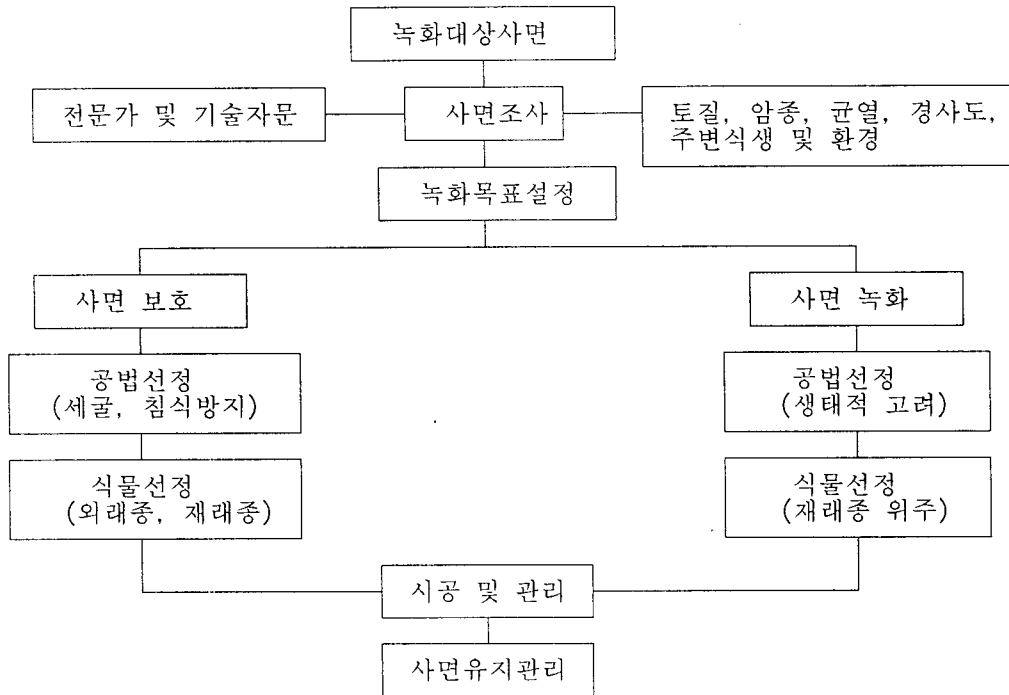 녹화대상사면
전문가 및 기술자문
사면조사
토질, 암종, 균열, 경사도,
주변식생 및 환경
녹화목표설정
사면 보호
사면 녹화
공법선정
(세굴, 침식방지)
공법선정
(생태적 고려)
식물선정
(외래종, 재래종)
식물선정
(재래종 위주)
시공 및 관리
사면유지관리